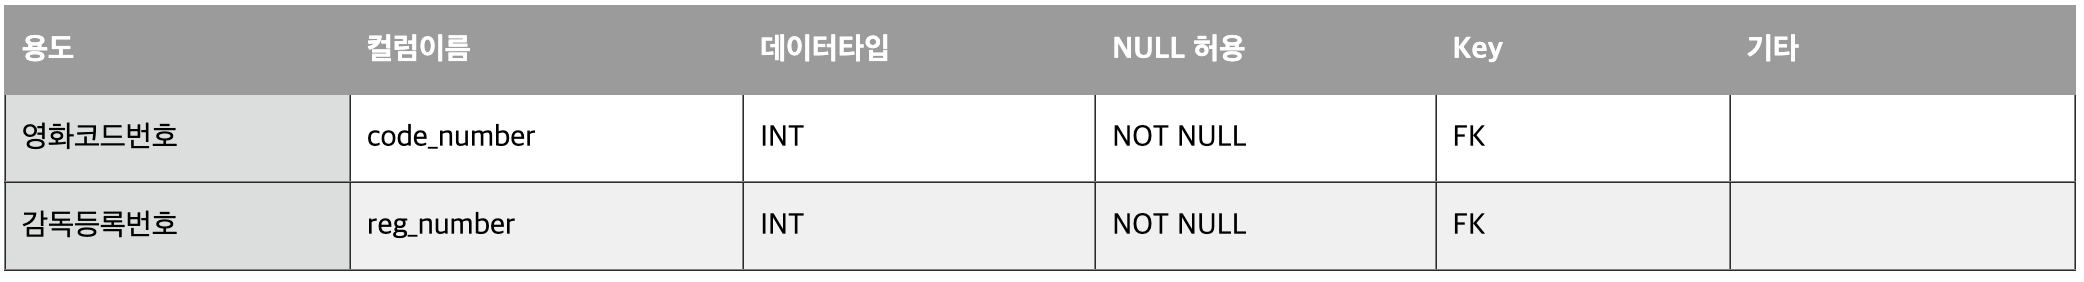 용도 컬럼이름 데이터타입 NULL 허용 Key 기타
영화코드번호 code_number INT NOT NULL FK
감독등록번호 reg_number INT NOT NULL FK